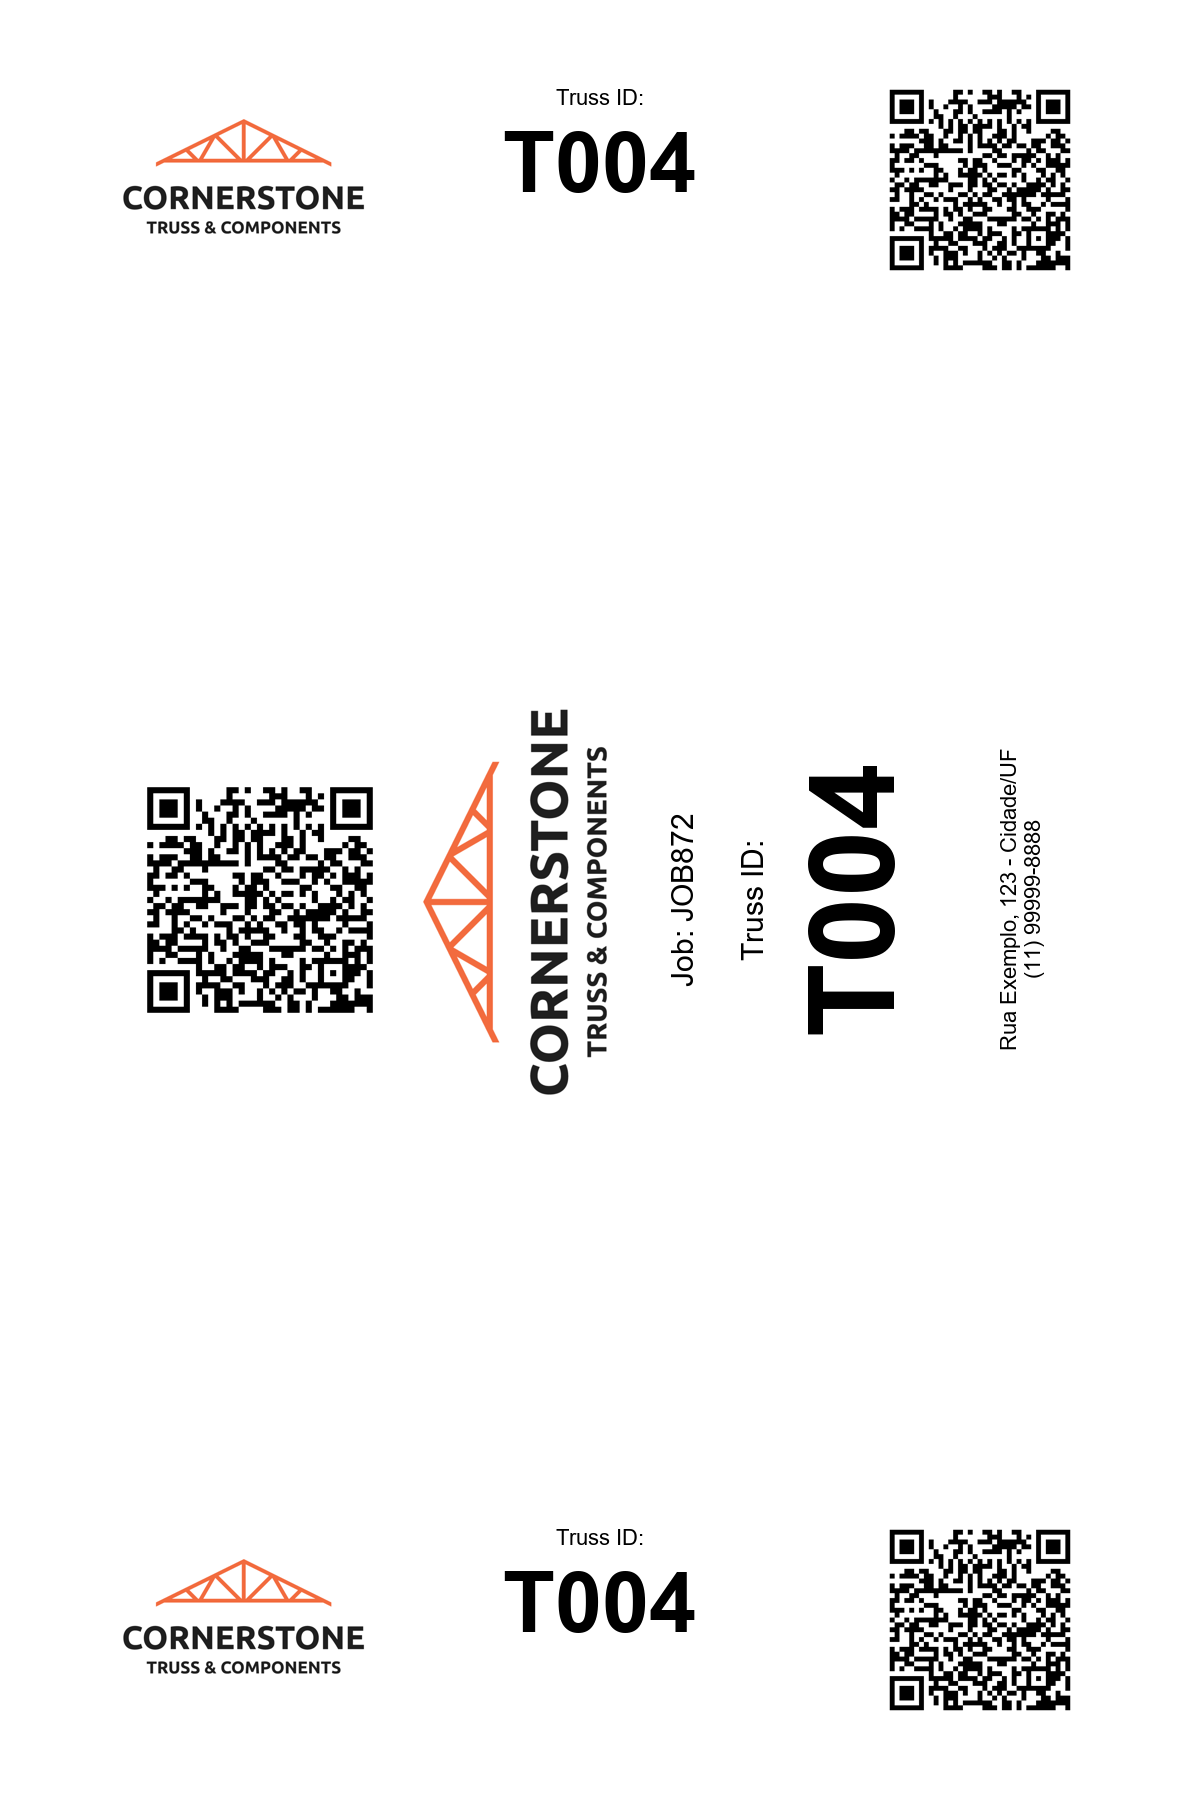 Truss ID:
T004
CORNERSTONE
TRUSS & COMPONENTS
CORNERSTONE
TRUSS & COMPONENTS
Job: JOB872
Truss ID:
T004
Rua Exemplo, 123 - Cidade/UF
(11) 99999-8888
Truss ID:
T004
CORNERSTONE
TRUSS & COMPONENTS